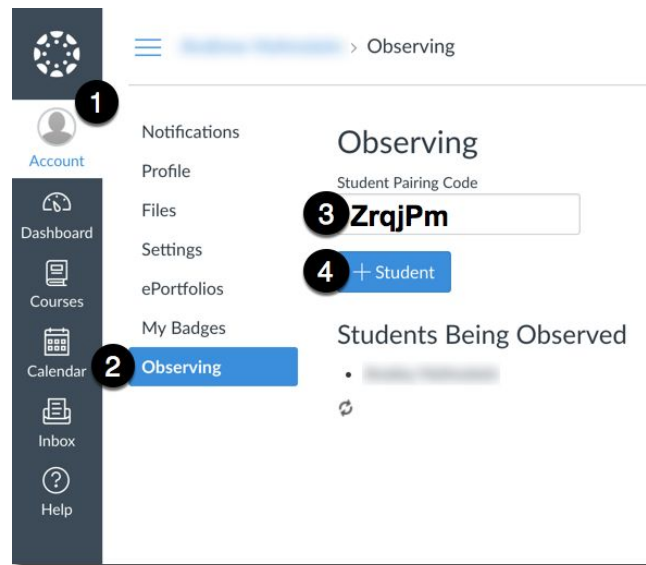 > Observing
1
Account
Dashboard
Courses
Calendar
Inbox
Help
Notifications
Profile
Files
Settings
ePortfolios
My Badges
2 Observing
Observing
Student Pairing Code
3 ZrqjPm
4 + Student
Students Being Observed